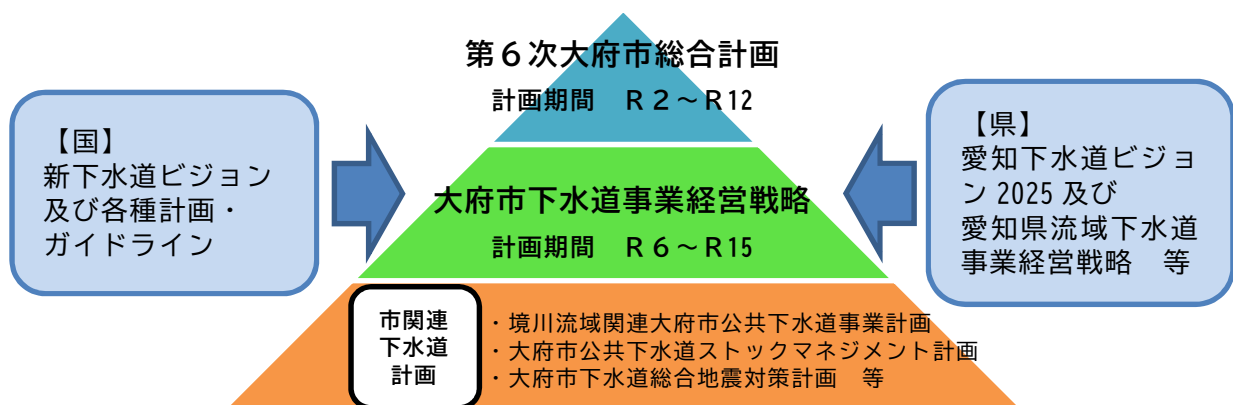 第６次大府市総合計画
計画期間　Ｒ２～Ｒ12
【国】
新下水道ビジョン
及び各種計画・
ガイドライン
大府市下水道事業経営戦略
計画期間　Ｒ６～Ｒ15
【県】
愛知下水道ビジョ
ン 2025 及び
愛知県流域下水道
事業経営戦略　等
市関連
下水道
計画
・境川流域関連大府市公共下水道事業計画
・大府市公共下水道ストックマネジメント計画
・大府市下水道総合地震対策計画　等